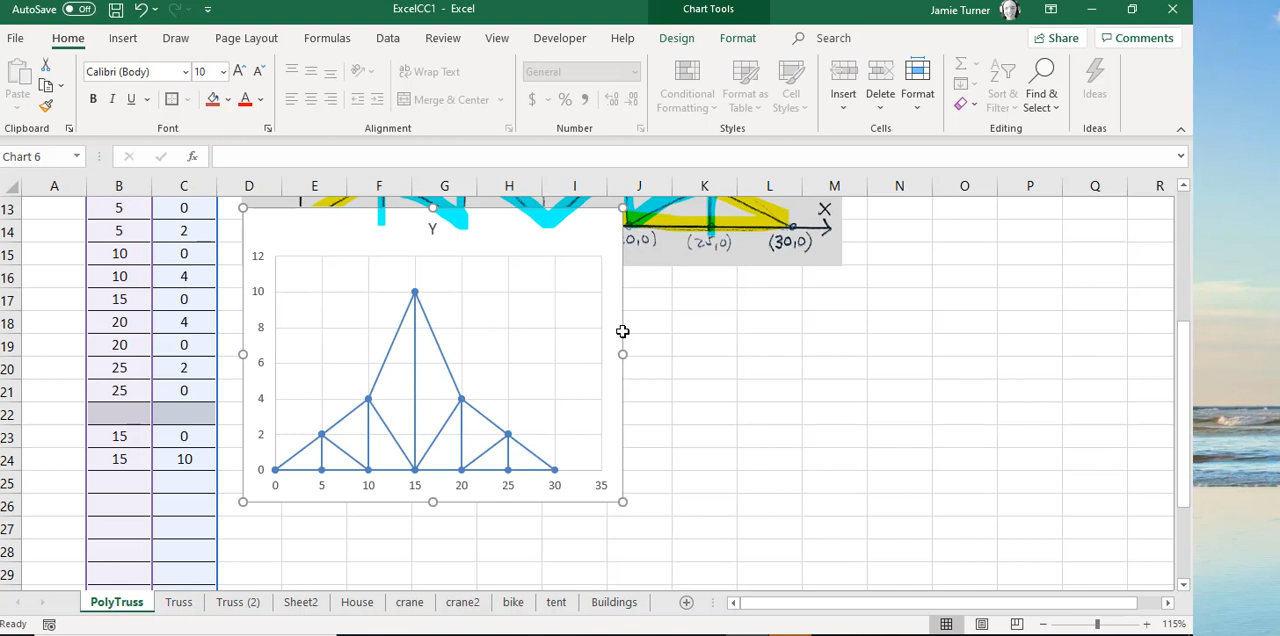 AutoSave Off ExcelCC1 - Excel Chart Tools Jamie Turner
File Home Insert Draw Page Layout Formulas Data Review View Developer Help Design Format Search Share Comments
Paste
Calibri (Body) 10
B I U
Wrap Text
Merge & Center
General
$ % 9
Conditional Formatting
Format as Table
Cell Styles
Insert Delete Format
Sort & Filter
Find & Select
Ideas
Clipboard Font Alignment Number Styles Cells Editing Ideas
Chart 6 fx
A B C D E F G H I J K L M N O P Q R
13 5 0
14 5 2
15 10 0
16 10 4
17 15 0
18 20 4
19 20 0
20 25 2
21 25 0
22
23 15 0
24 15 10
25
26
27
28
29
X
(25,0) (30,0)
Y
12
10
8
6
4
2
0
0 5 10 15 20 25 30 35
PolyTruss Truss Truss (2) Sheet2 House crane crane2 bike tent Buildings
Ready 115%